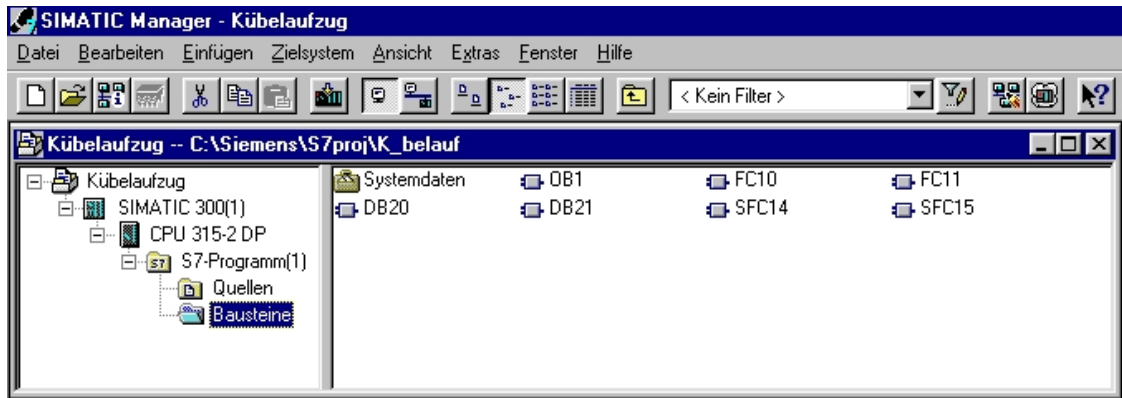 SIMATIC Manager - Kübelaufzug
Datei Bearbeiten Einfügen Zielsystem Ansicht Extras Fenster Hilfe
< Kein Filter >
Kübelaufzug -- C:\Siemens\S7proj\K_belauf
Kübelaufzug
SIMATIC 300(1)
CPU 315-2 DP
S7-Programm(1)
Quellen
Bausteine
Systemdaten OB1 FC10 FC11
DB20 DB21 SFC14 SFC15